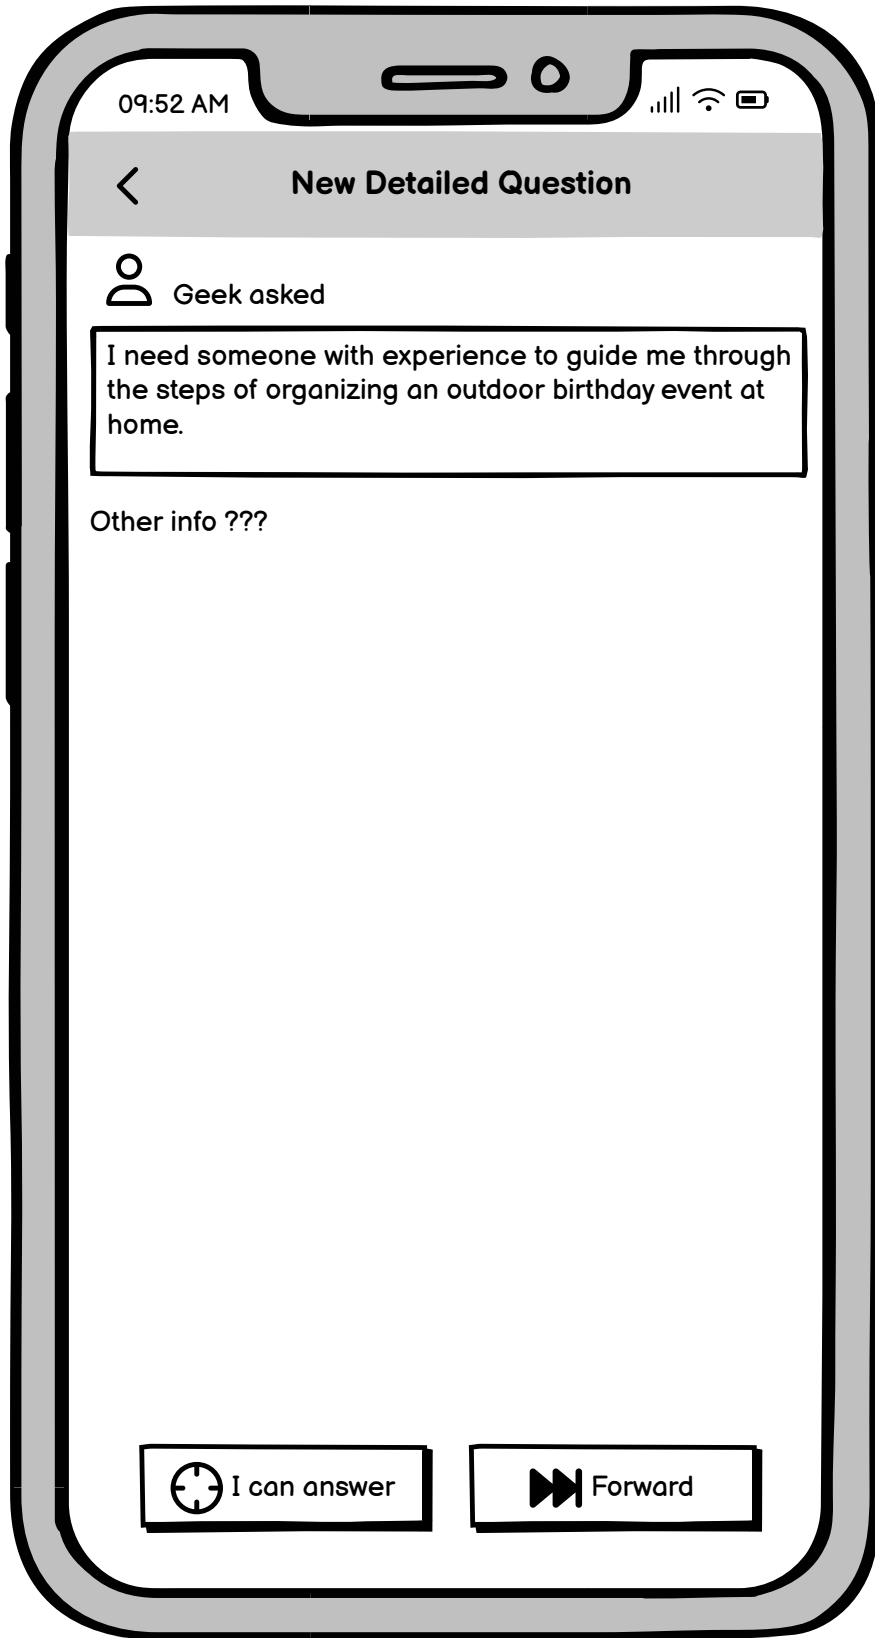 09:52 AM
New Detailed Question
Geek asked
I need someone with experience to guide me through
the steps of organizing an outdoor birthday event at
home.
Other info ???
I can answer
Forward